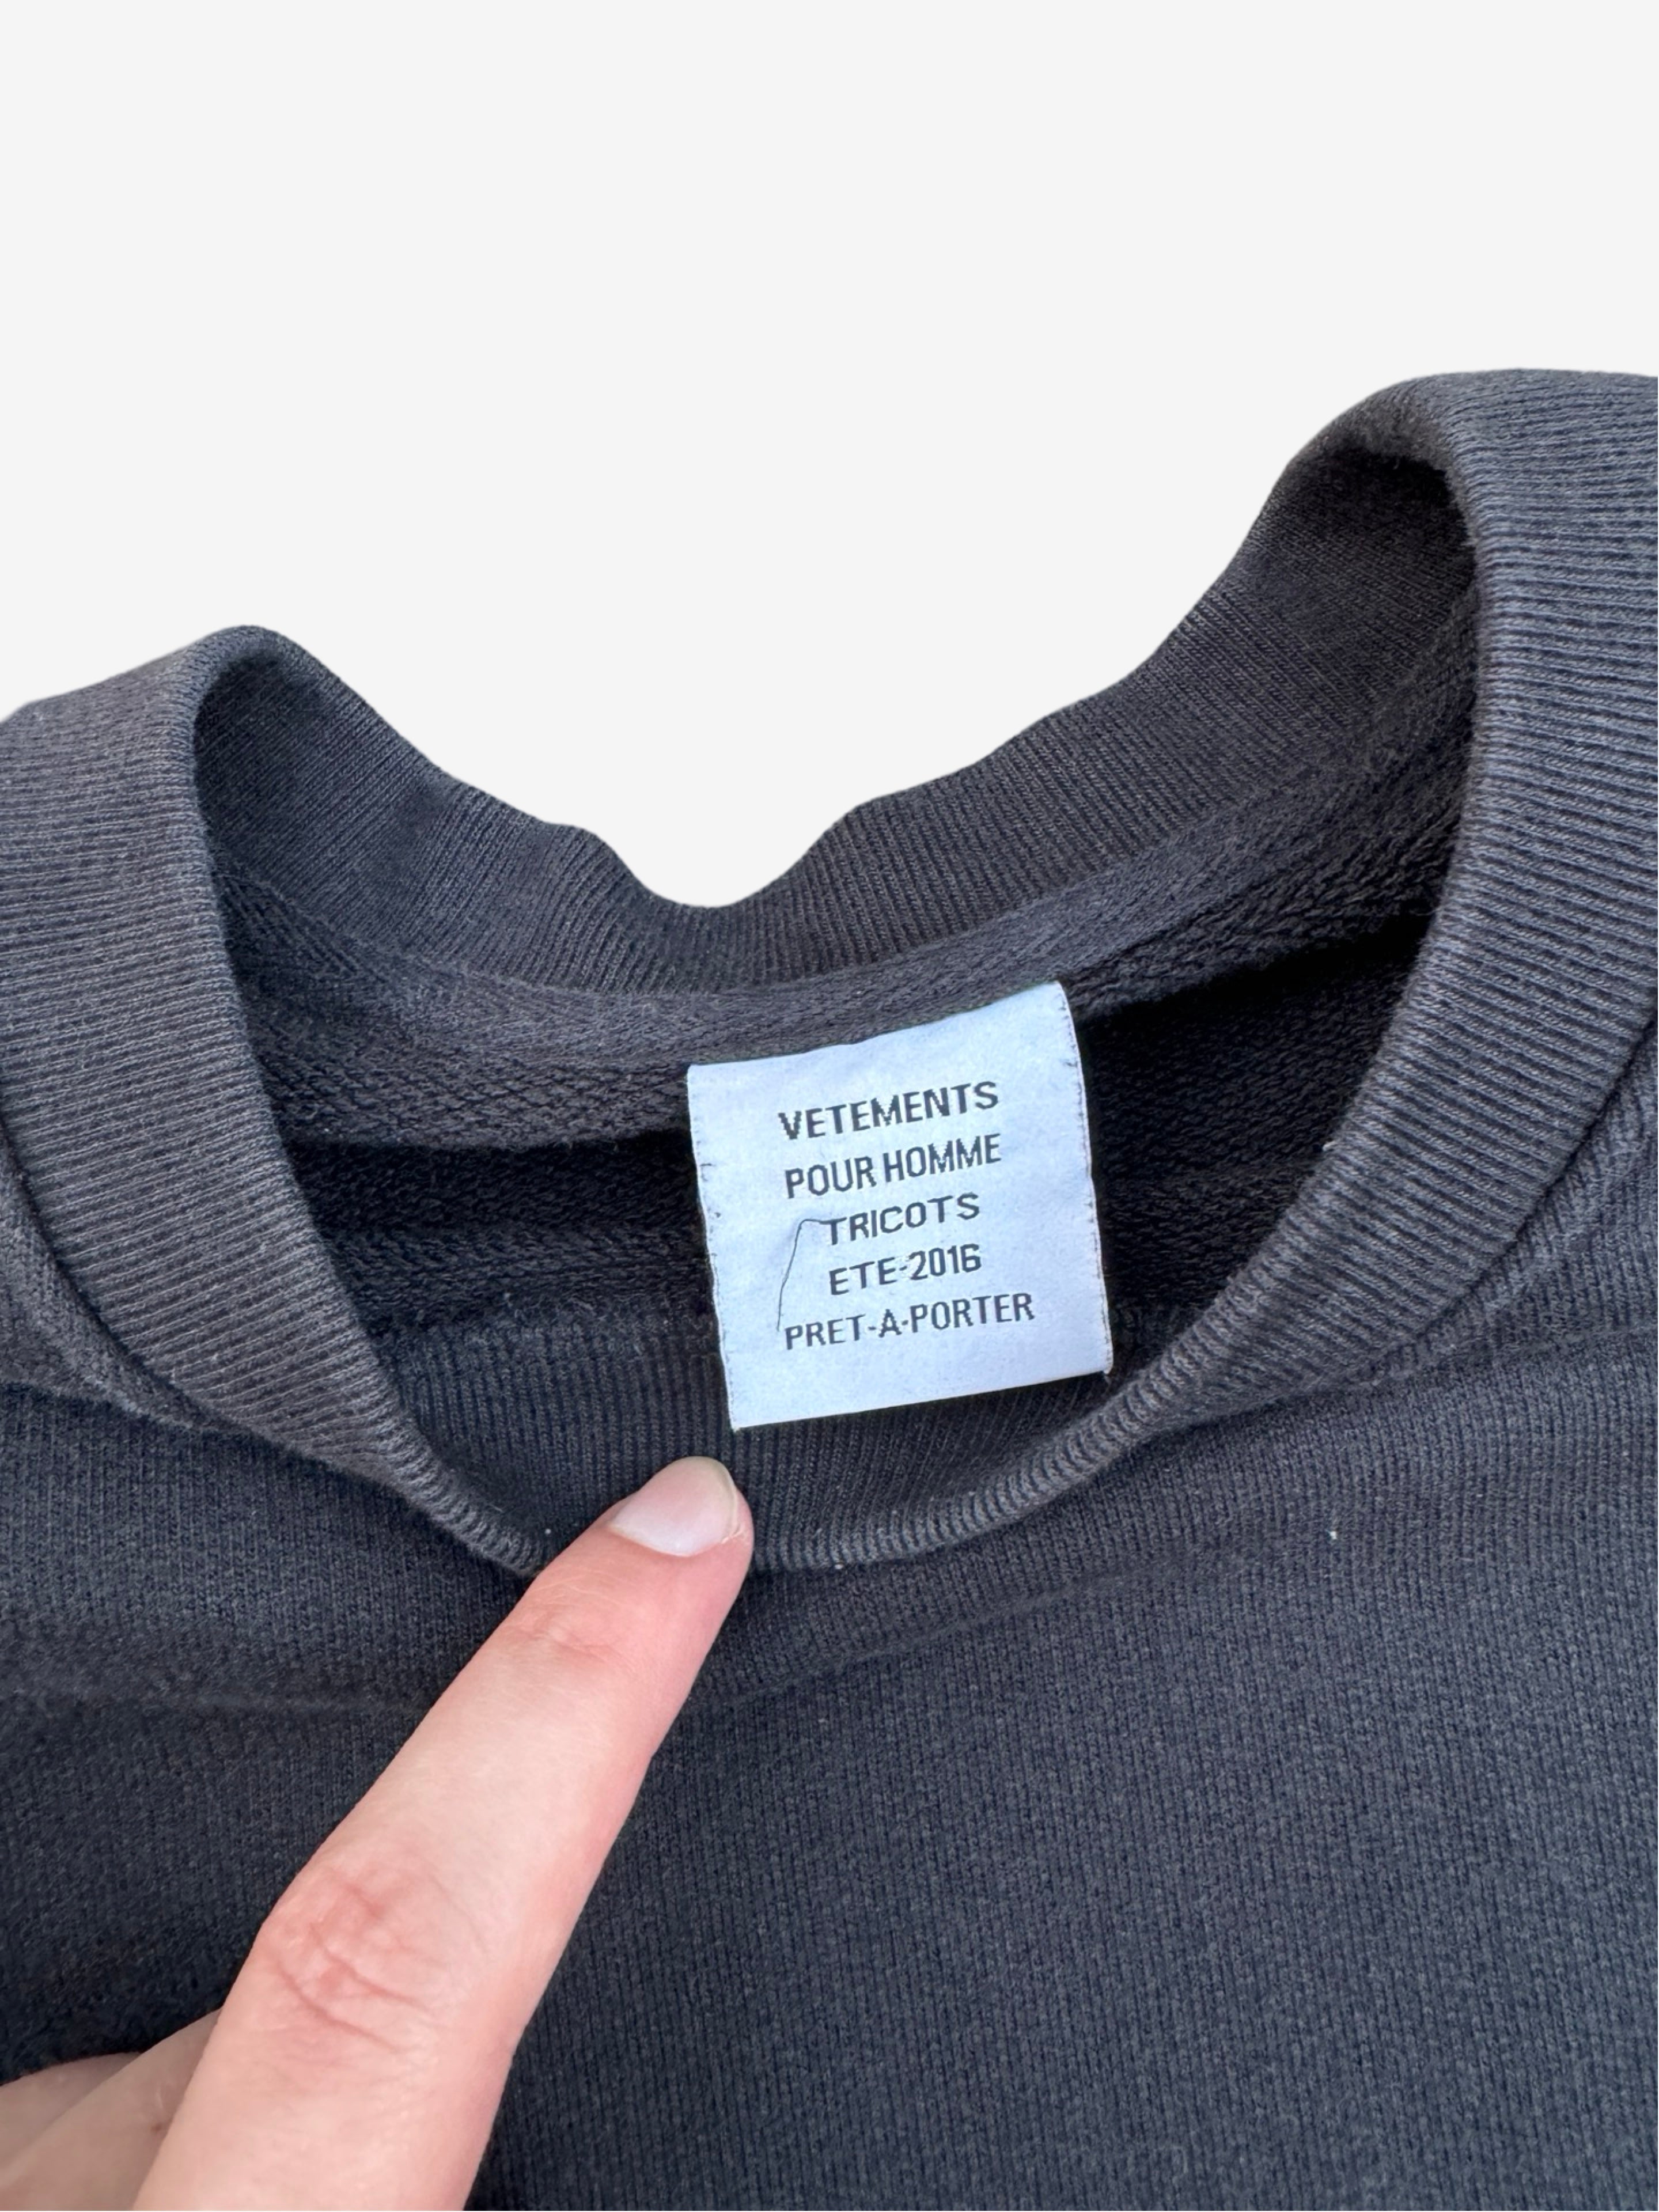 VETEMENTS
POUR HOMME
TRICOTS
ETE-2016
PRET-A-PORTER